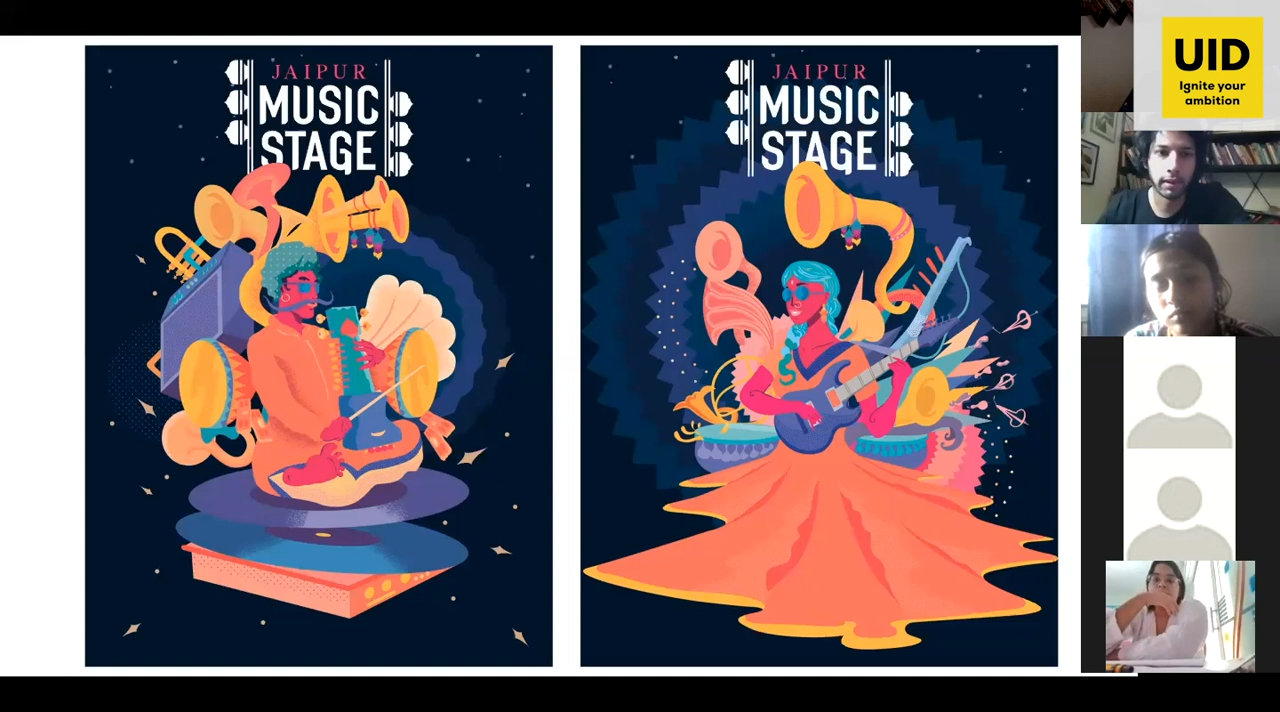 JAIPUR
MUSIC
STAGE
JAIPUR
MUSIC
STAGE
UID
Ignite your
ambition